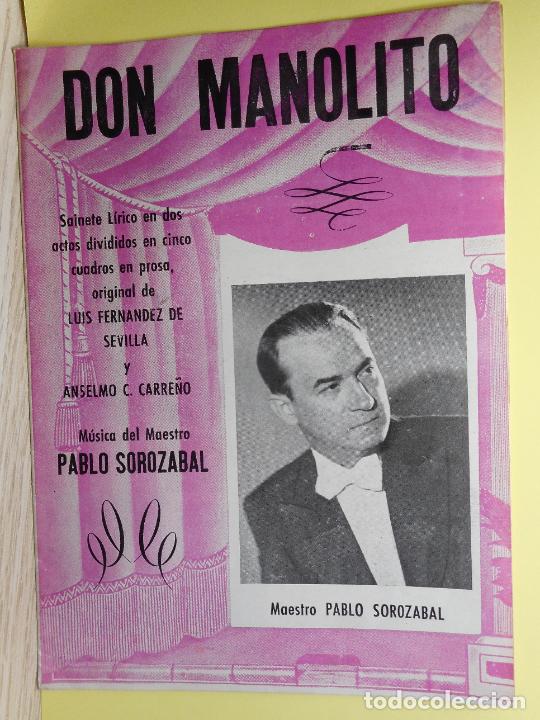 DON MANOLITO
Sainete Lírico en dos
actos divididos en cinco
cuadros en prosa,
original de
LUIS FERNANDEZ DE
SEVILLA
y
ANSELMO C. CARREÑO
Música del Maestro
PABLO SOROZABAL
Maestro PABLO SOROZABAL
todocoleccion.net